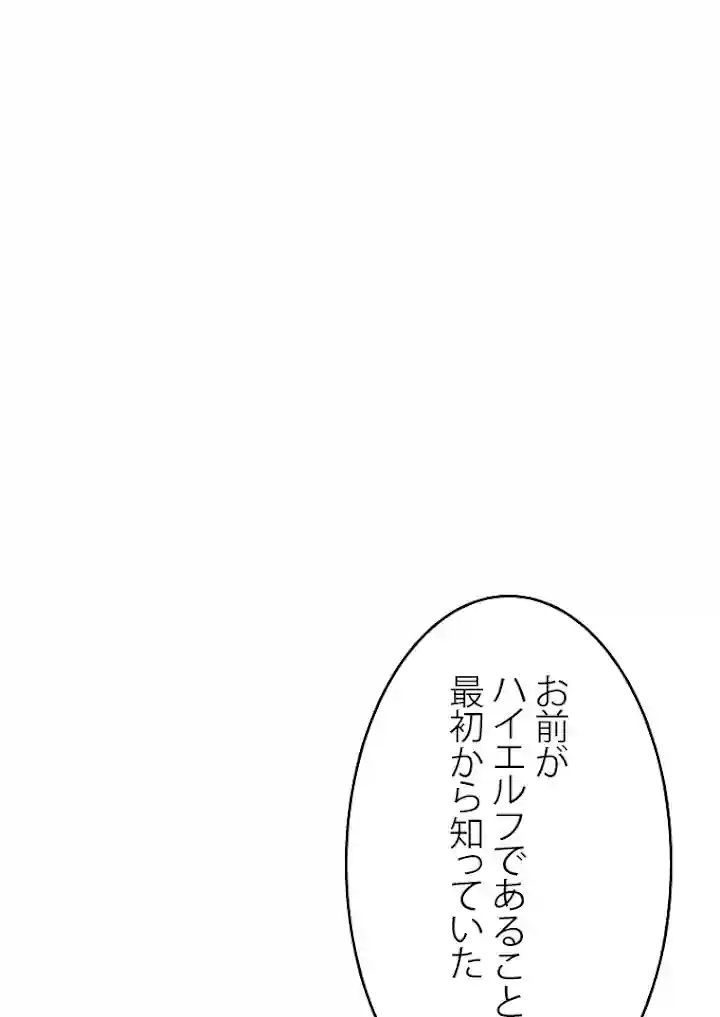 お前が
ハイエルフであること
最初から知っていた